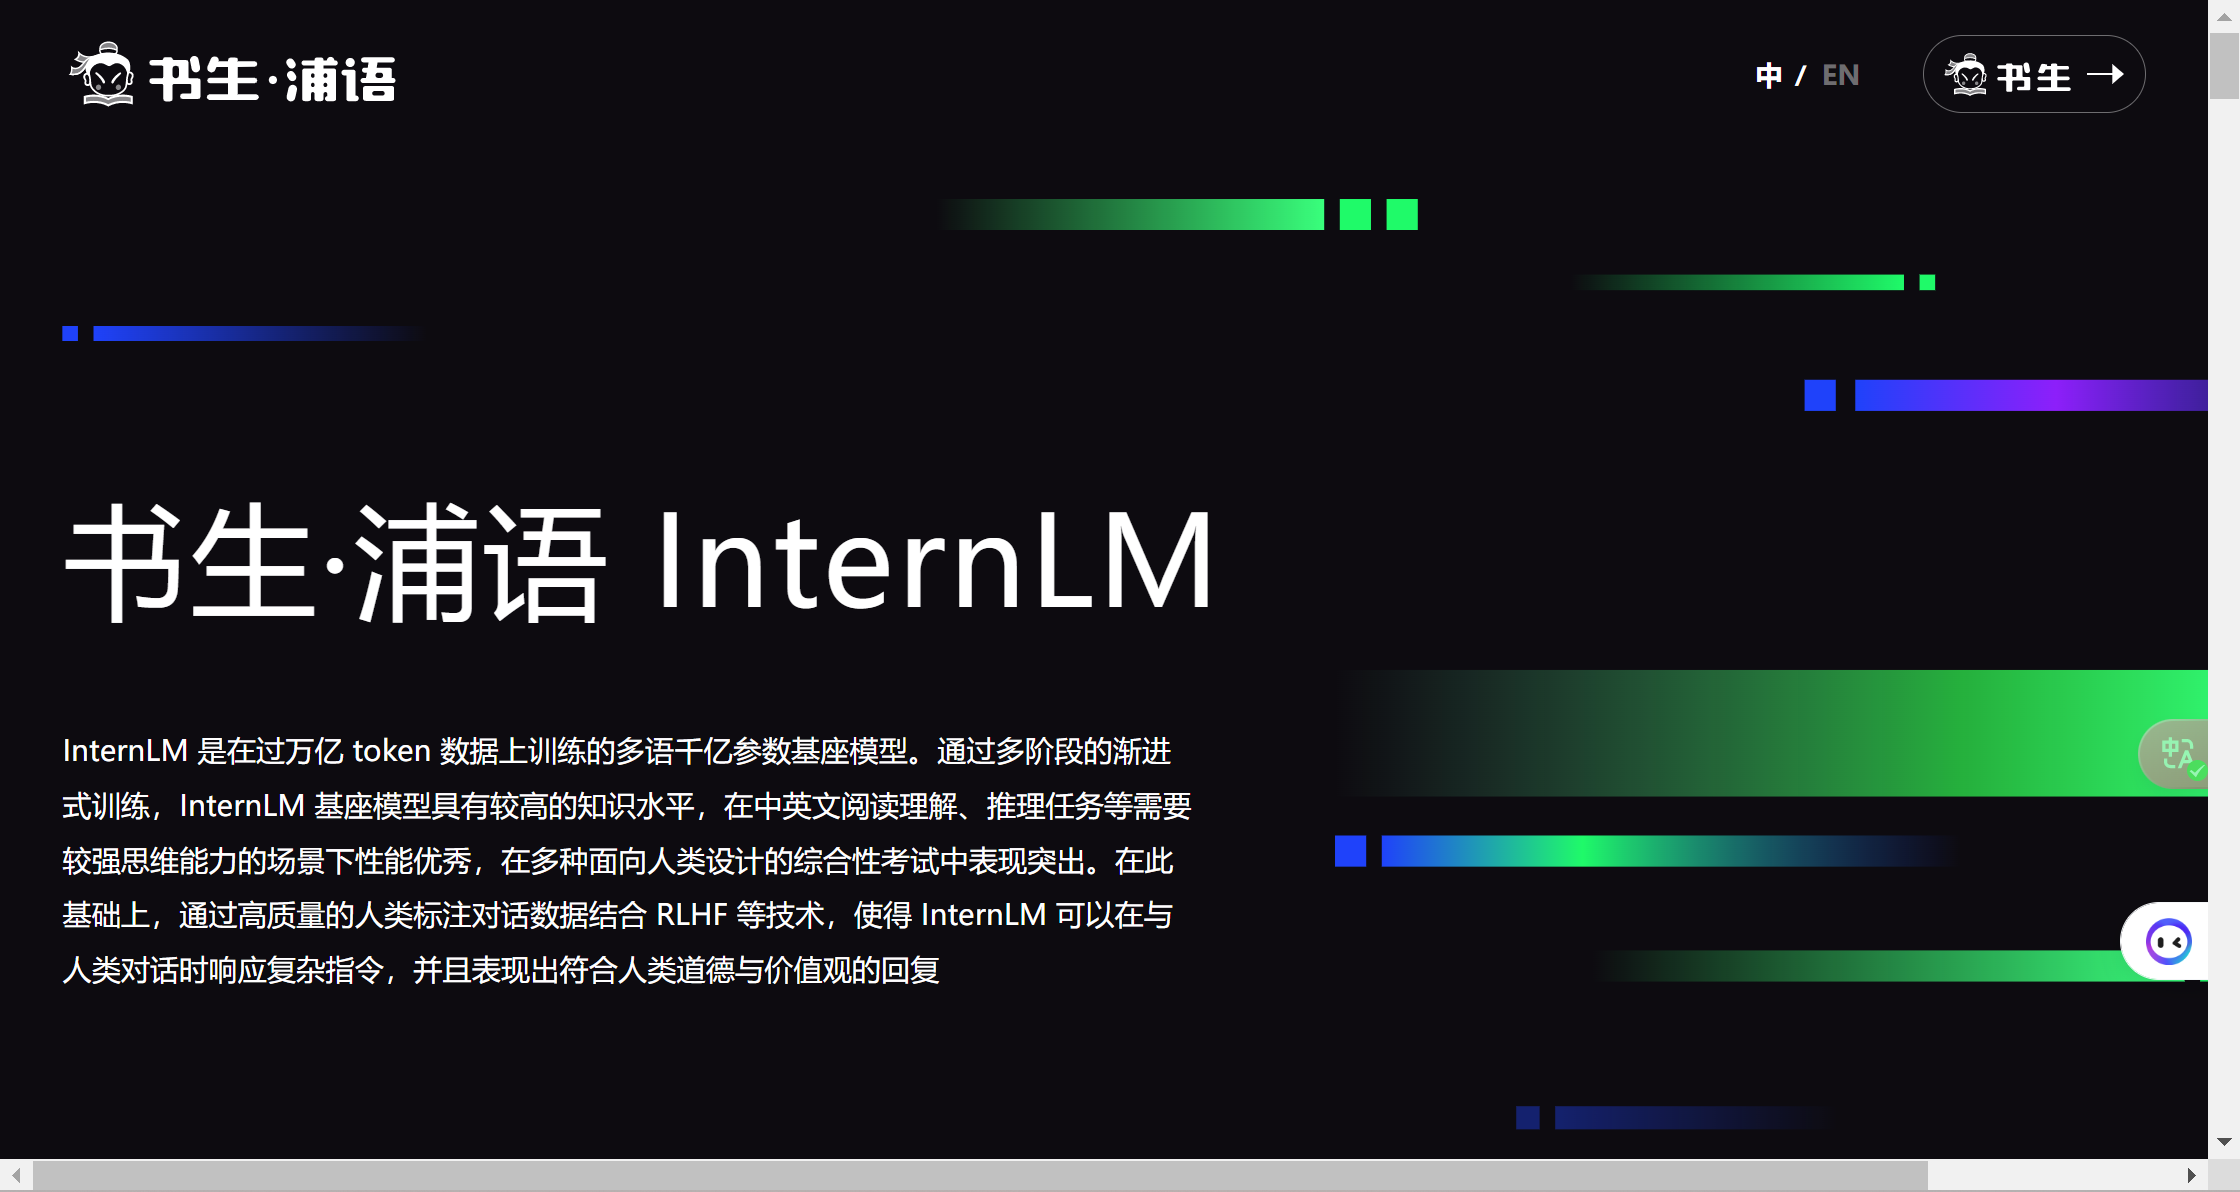 书生·浦语
中 / EN
书生
书生·浦语 InternLM
InternLM 是在过万亿 token 数据上训练的多语千亿参数基座模型。通过多阶段的渐进
式训练，InternLM 基座模型具有较高的知识水平，在中英文阅读理解、推理任务等需要
较强思维能力的场景下性能优秀，在多种面向人类设计的综合性考试中表现突出。在此
基础上，通过高质量的人类标注对话数据结合 RLHF 等技术，使得 InternLM 可以在与
人类对话时响应复杂指令，并且表现出符合人类道德与价值观的回复
中A